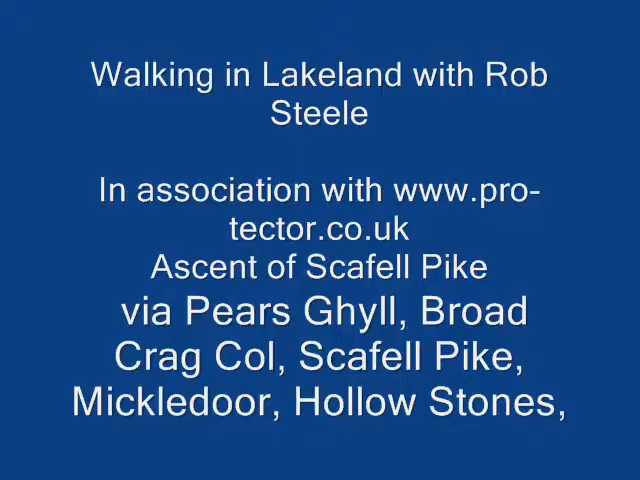 Walking in Lakeland with Rob
Steele
In association with www.pro-
tector.co.uk
Ascent of Scafell Pike
via Pears Ghyll, Broad
Crag Col, Scafell Pike,
Mickledoor, Hollow Stones,